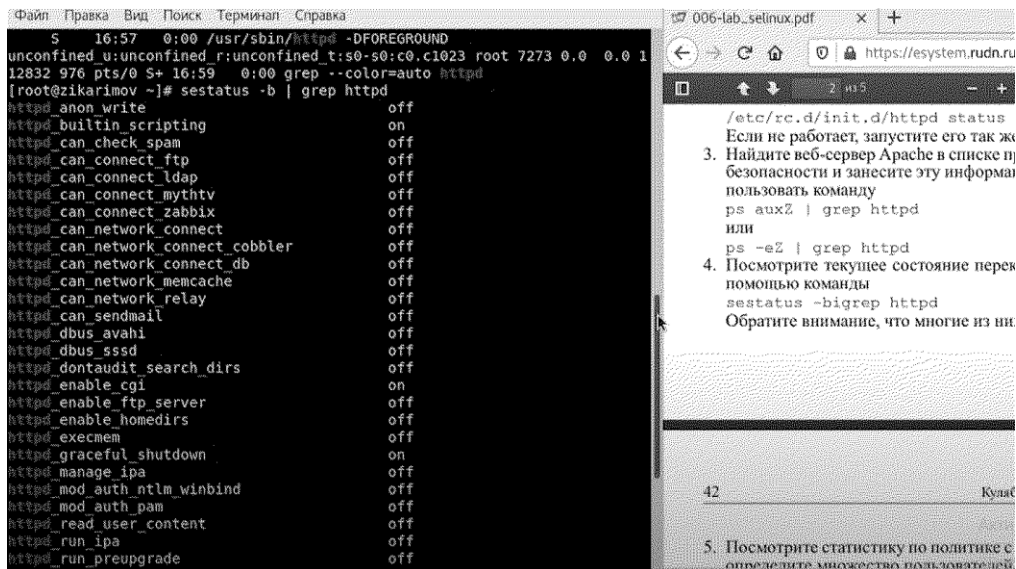 Файл Правка Вид Поиск Терминал Справка
S 16:57 0:00 /usr/sbin/httpd -DFOREGROUND
unconfined_u:unconfined_r:unconfined_t:s0-s0:c0.c1023 root 7273 0.0 0.0 1
12832 976 pts/0 S+ 16:59 0:00 grep --color=auto httpd
[root@zikarimov ~]# sestatus -b | grep httpd
httpd_anon_write off
httpd_builtin_scripting on
httpd_can_check_spam off
httpd_can_connect_ftp off
httpd_can_connect_ldap off
httpd_can_connect_mythtv off
httpd_can_connect_zabbix off
httpd_can_network_connect off
httpd_can_network_connect_cobbler off
httpd_can_network_connect_db off
httpd_can_network_memcache off
httpd_can_network_relay off
httpd_can_sendmail off
httpd_dbus_avahi off
httpd_dbus_sssd off
httpd_dontaudit_search_dirs off
httpd_enable_cgi on
httpd_enable_ftp_server off
httpd_enable_homedirs off
httpd_execmem off
httpd_graceful_shutdown on
httpd_manage_ipa off
httpd_mod_auth_ntlm_winbind off
httpd_mod_auth_pam off
httpd_read_user_content off
httpd_run_ipa off
httpd_run_preupgrade off
006-lab_selinux.pdf
https://esystem.rudn.ru
2 из 5
/etc/rc.d/init.d/httpd status
Если не работает, запустите его так же
3. Найдите веб-сервер Apache в списке п
безопасности и занесите эту информа
пользовать команду
ps auxZ | grep httpd
или
ps -eZ | grep httpd
4. Посмотрите текущее состояние перек
помощью команды
sestatus -bigrep httpd
Обратите внимание, что многие из ни
42 Куляб
5. Посмотрите статистику по политике с
определите множество пользователей,